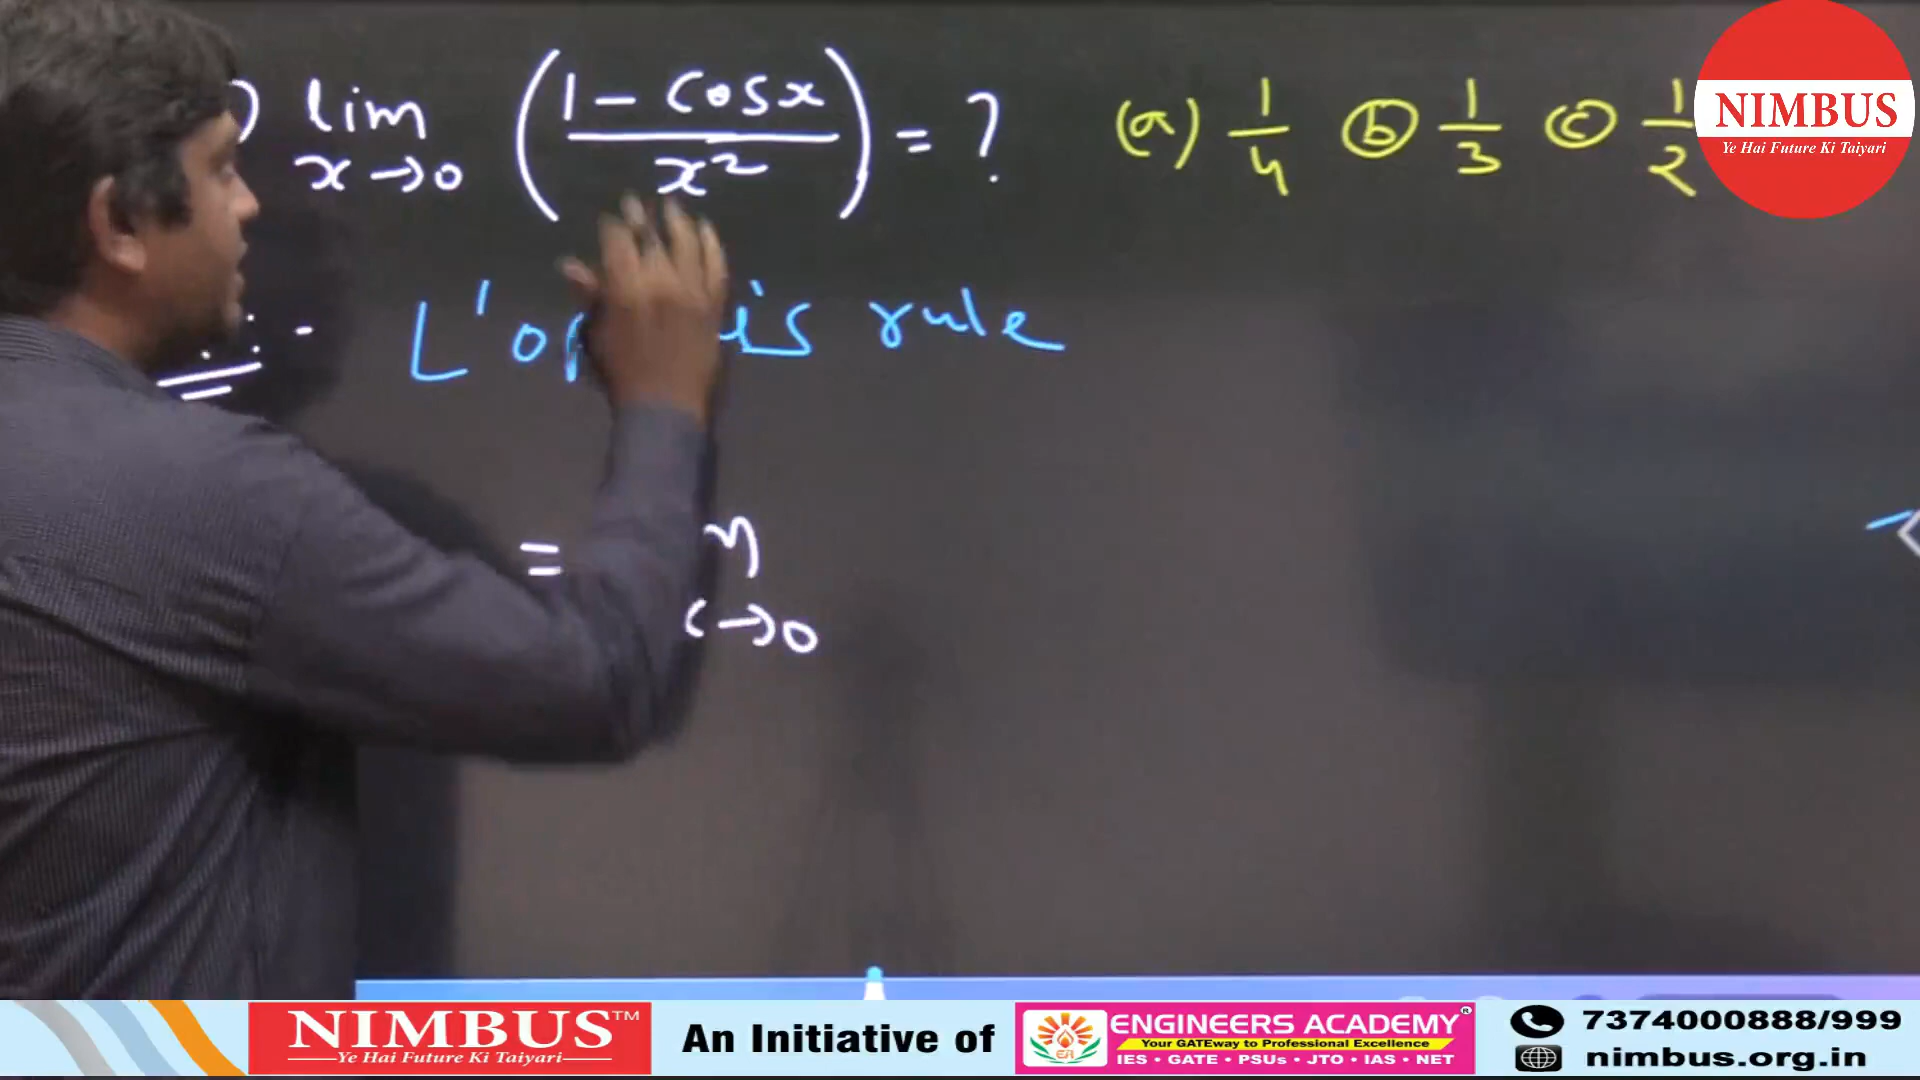 ) lim x→0 (1 - cosx / x²) = ? (a) 1/4 (b) 1/3 (c) 1/2
rule
=
→0
NIMBUS
Ye Hai Future Ki Taiyari
NIMBUS™
Ye Hai Future Ki Taiyari
An Initiative of
ENGINEERS ACADEMY®
Your GATEway to Professional Excellence
IES • GATE • PSUs • JTO • IAS • NET
7374000888/999
nimbus.org.in